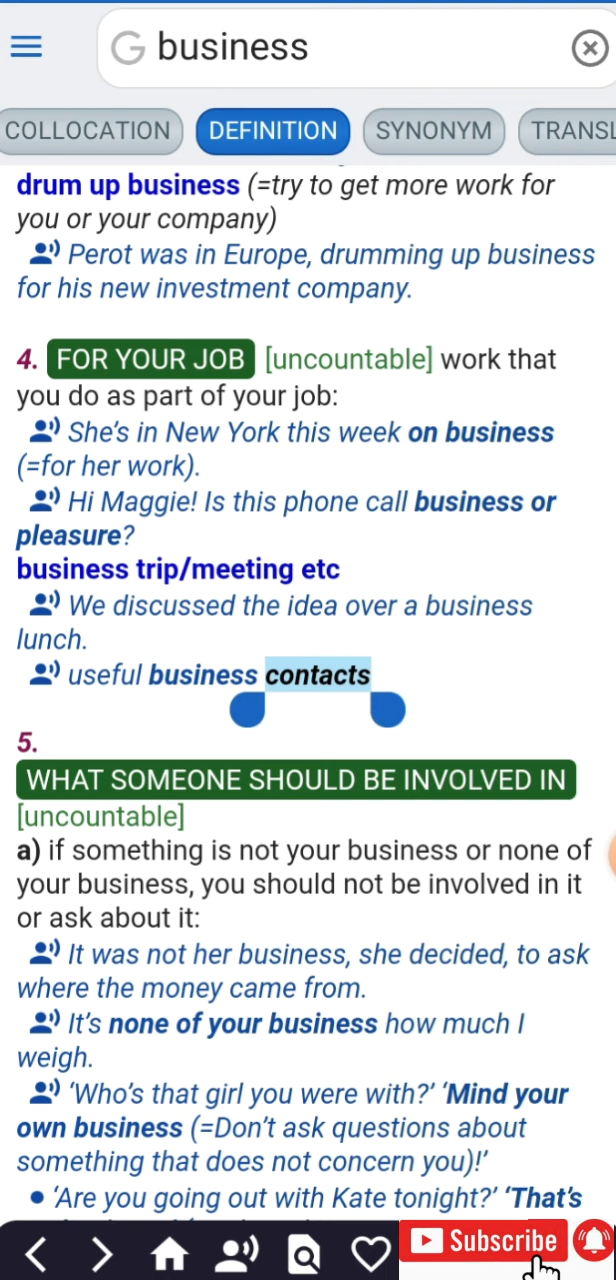 business
COLLOCATION DEFINITION SYNONYM TRANSL
drum up business (=try to get more work for
you or your company)
Perot was in Europe, drumming up business
for his new investment company.
4. FOR YOUR JOB [uncountable] work that
you do as part of your job:
She's in New York this week on business
(=for her work).
Hi Maggie! Is this phone call business or
pleasure?
business trip/meeting etc
We discussed the idea over a business
lunch.
useful business contacts
5.
WHAT SOMEONE SHOULD BE INVOLVED IN
[uncountable]
a) if something is not your business or none of
your business, you should not be involved in it
or ask about it:
It was not her business, she decided, to ask
where the money came from.
It's none of your business how much I
weigh.
‘Who's that girl you were with?’ ‘Mind your
own business (=Don't ask questions about
something that does not concern you)!’
• ‘Are you going out with Kate tonight?’ ‘That's
Subscribe